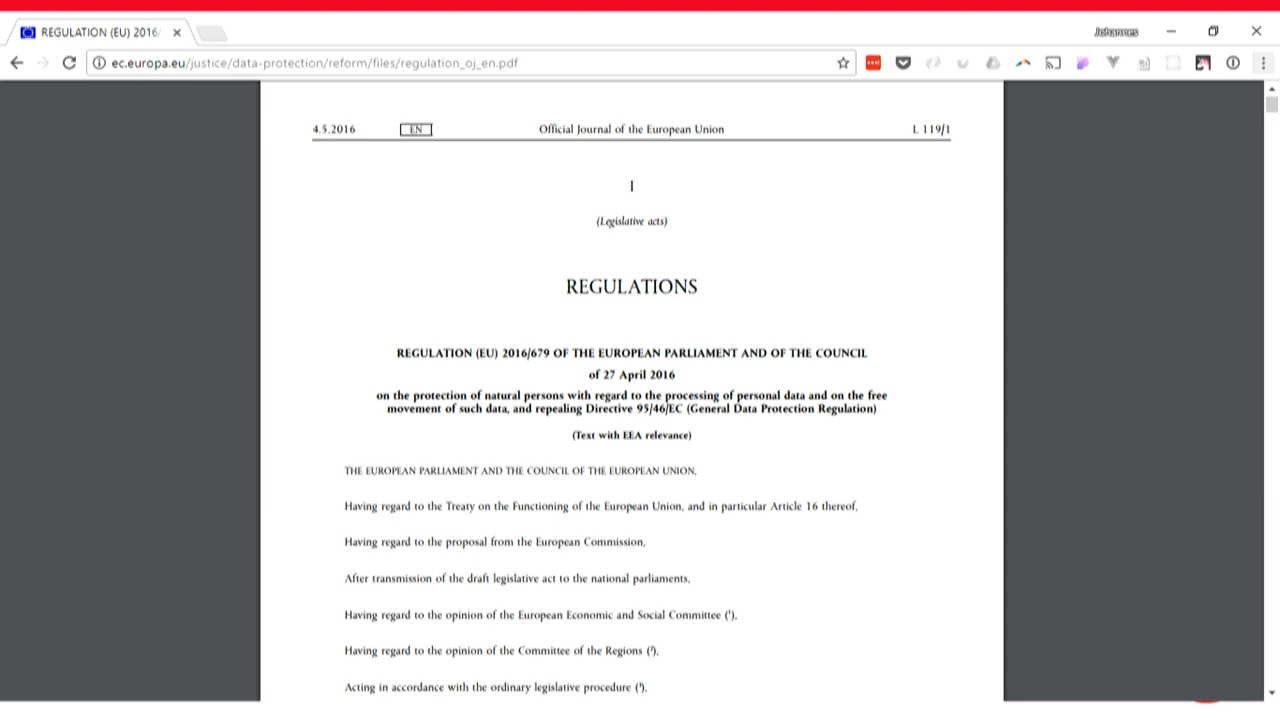 REGULATION (EU) 2016/
Johannes
ec.europa.eu/justice/data-protection/reform/files/regulation_oj_en.pdf
4.5.2016 EN Official Journal of the European Union L 119/1
I
(Legislative acts)
REGULATIONS
REGULATION (EU) 2016/679 OF THE EUROPEAN PARLIAMENT AND OF THE COUNCIL
of 27 April 2016
on the protection of natural persons with regard to the processing of personal data and on the free
movement of such data, and repealing Directive 95/46/EC (General Data Protection Regulation)
(Text with EEA relevance)
THE EUROPEAN PARLIAMENT AND THE COUNCIL OF THE EUROPEAN UNION,
Having regard to the Treaty on the Functioning of the European Union, and in particular Article 16 thereof,
Having regard to the proposal from the European Commission,
After transmission of the draft legislative act to the national parliaments,
Having regard to the opinion of the European Economic and Social Committee (¹),
Having regard to the opinion of the Committee of the Regions (²),
Acting in accordance with the ordinary legislative procedure (³),